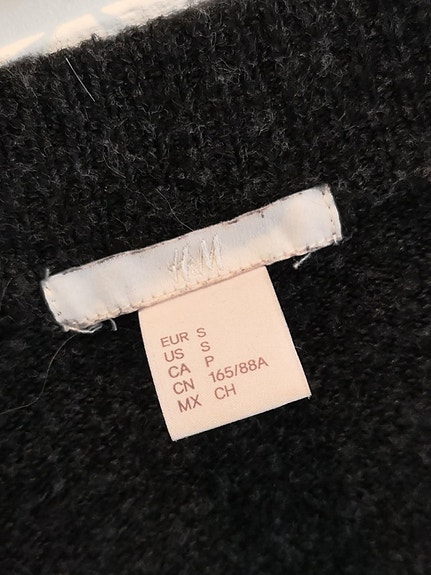 H&M
EUR S
US S
CA P
CN 165/88A
MX CH